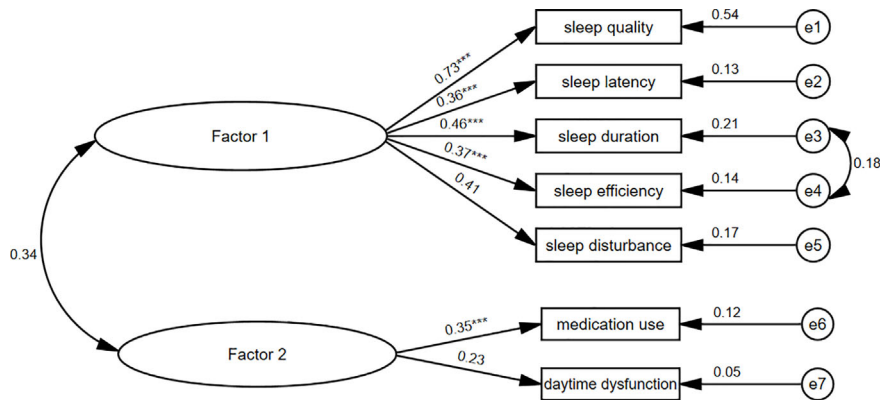 sleep quality
0.54
e1
0.73***
sleep latency
0.13
e2
0.36***
Factor 1
0.46***
sleep duration
0.21
e3
0.18
0.37***
sleep efficiency
0.14
e4
0.41
sleep disturbance
0.17
e5
0.34
0.35***
medication use
0.12
e6
Factor 2
0.23
daytime dysfunction
0.05
e7